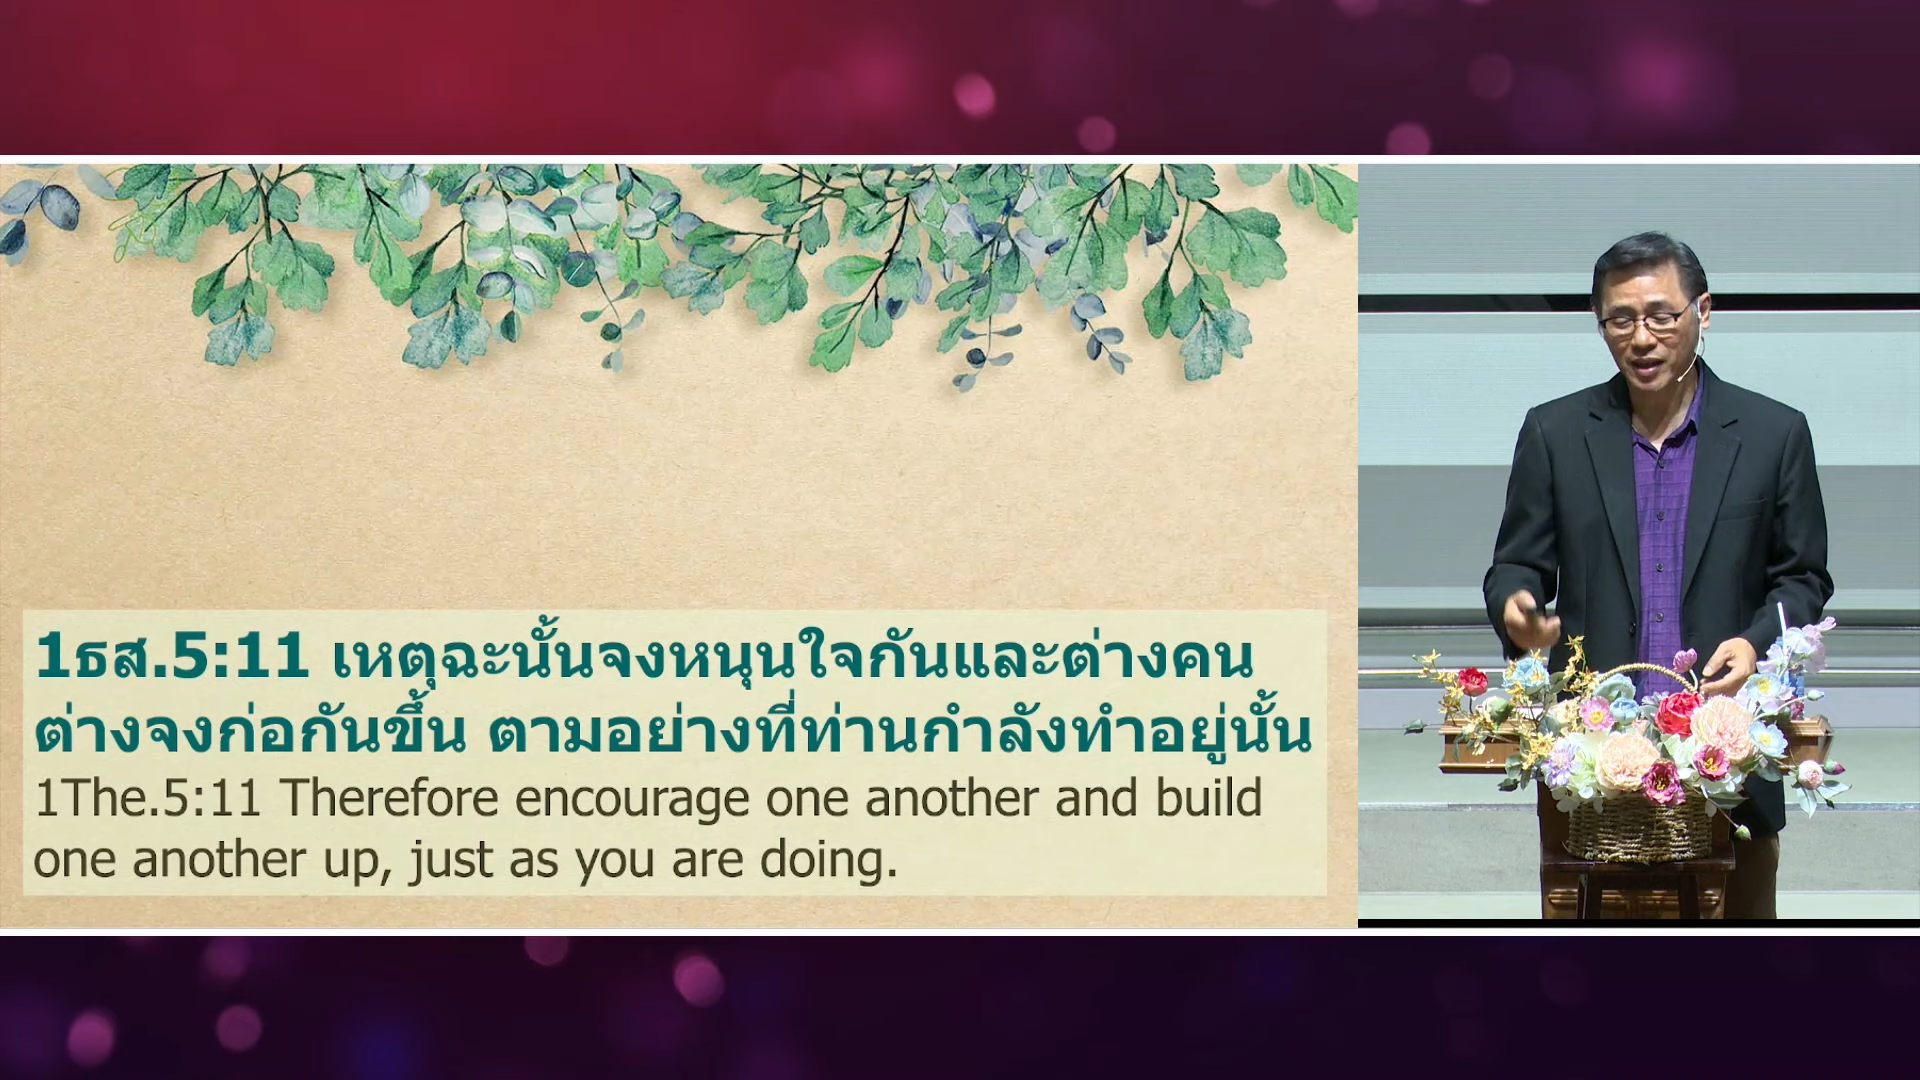 1ธส.5:11 เหตุฉะนั้นจงหนุนใจกันและต่างคน
ต่างจงก่อกันขึ้น ตามอย่างที่ท่านกำลังทำอยู่นั้น
1The.5:11 Therefore encourage one another and build
one another up, just as you are doing.